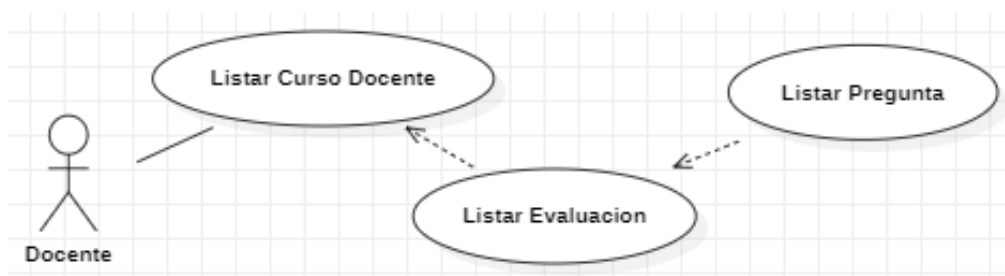 Listar Curso Docente
Listar Pregunta
Listar Evaluacion
Docente